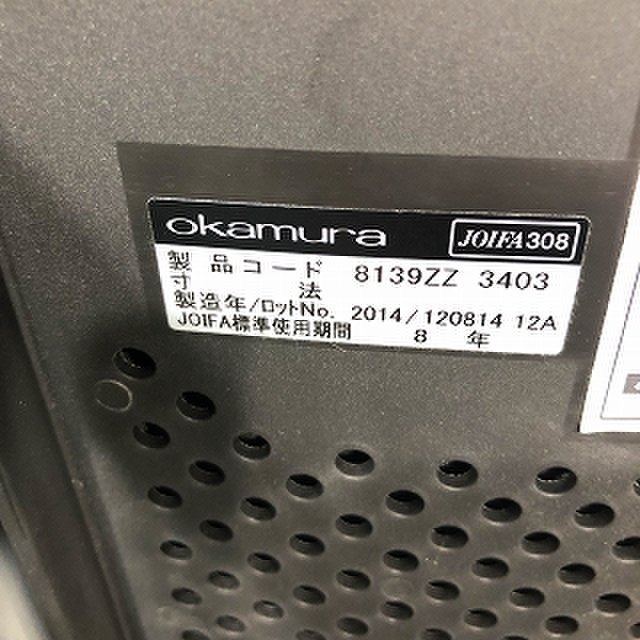 okamura JOIFA308
製品コード 8139ZZ 3403
寸法
製造年/ロットNo. 2014/120814 12A
JOIFA標準使用期間 8年